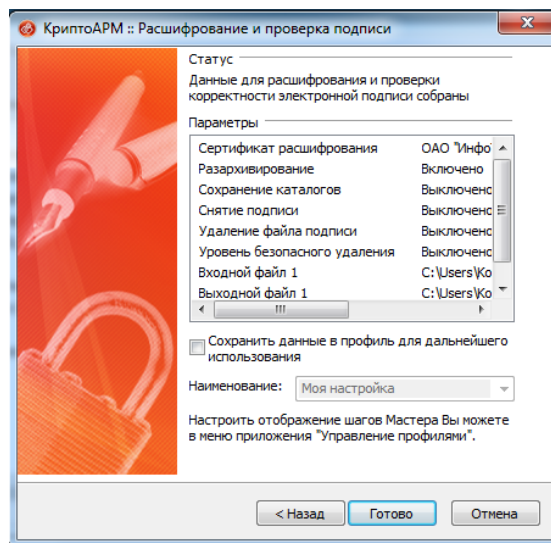 КриптоАРМ :: Расшифрование и проверка подписи
Статус
Данные для расшифрования и проверки
корректности электронной подписи собраны
Параметры
Сертификат расшифрования ОАО "Инфо
Разархивирование Включено
Сохранение каталогов Выключено
Снятие подписи Выключено
Удаление файла подписи Выключено
Уровень безопасного удаления Выключено
Входной файл 1 C:\Users\Ko
Выходной файл 1 C:\Users\Ko
Сохранить данные в профиль для дальнейшего
использования
Наименование: Моя настройка
Настроить отображение шагов Мастера Вы можете
в меню приложения "Управление профилями".
< Назад Готово Отмена